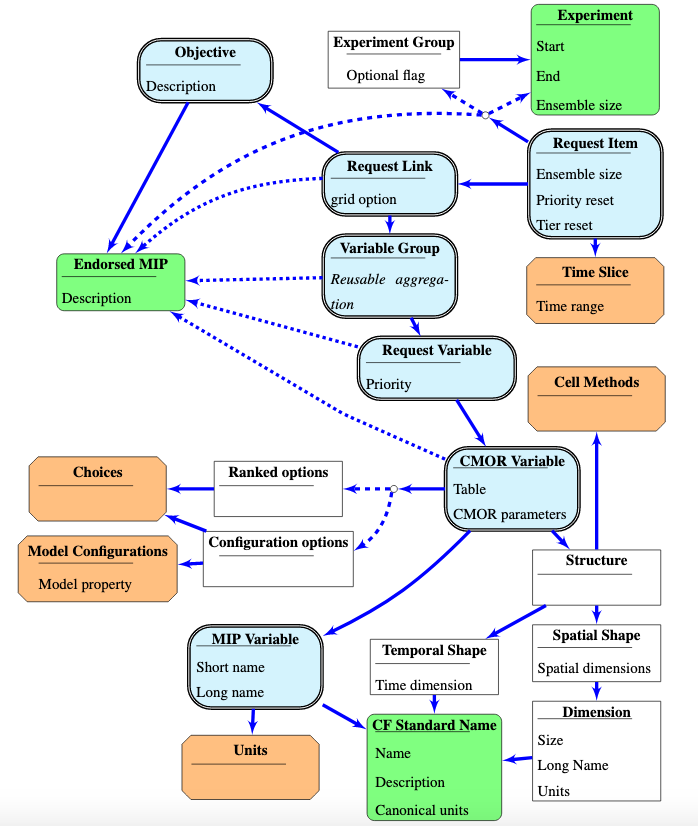 Experiment
Start
End
Ensemble size
Experiment Group
Optional flag
Objective
Description
Request Item
Ensemble size
Priority reset
Tier reset
Request Link
grid option
Variable Group
Reusable aggrega-
tion
Endorsed MIP
Description
Time Slice
Time range
Request Variable
Priority
Cell Methods
CMOR Variable
Table
CMOR parameters
Choices
Ranked options
Configuration options
Model Configurations
Model property
Structure
MIP Variable
Short name
Long name
Temporal Shape
Time dimension
Spatial Shape
Spatial dimensions
Units
CF Standard Name
Name
Description
Canonical units
Dimension
Size
Long Name
Units